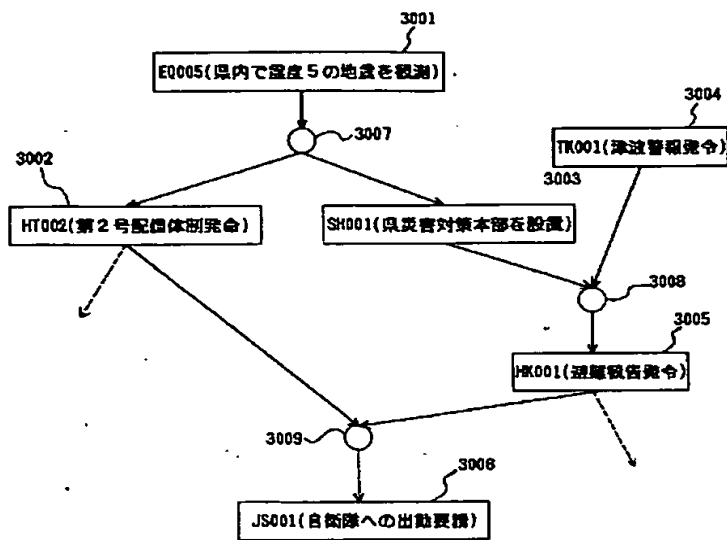 3001
EQ005(県内で震度5の地震を観測)
3004
3007
TK001(津波警報発令)
3002
3003
HT002(第2号配備体制発令)
SH001(県災害対策本部を設置)
3008
3005
HK001(避難勧告発令)
3009
3006
JS001(自衛隊への出動要請)